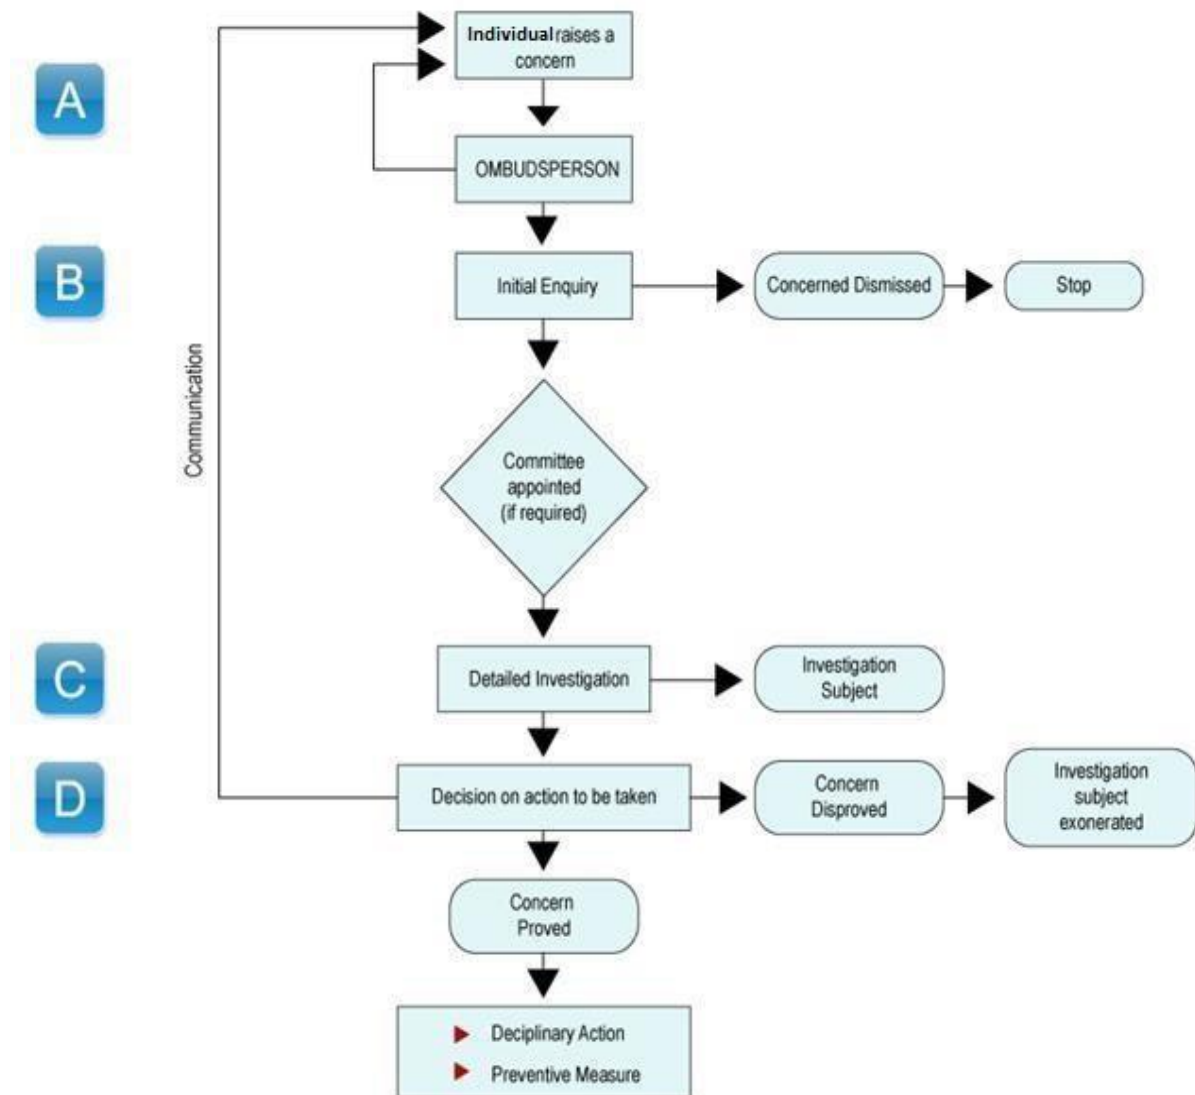 Individual raises a
concern
A
OMBUDSPERSON
B
Initial Enquiry
Concerned Dismissed
Stop
Communication
Committee
appointed
(if required)
C
Detailed Investigation
Investigation
Subject
D
Decision on action to be taken
Concern
Disproved
Investigation
subject
exonerated
Concern
Proved
Deciplinary Action
Preventive Measure